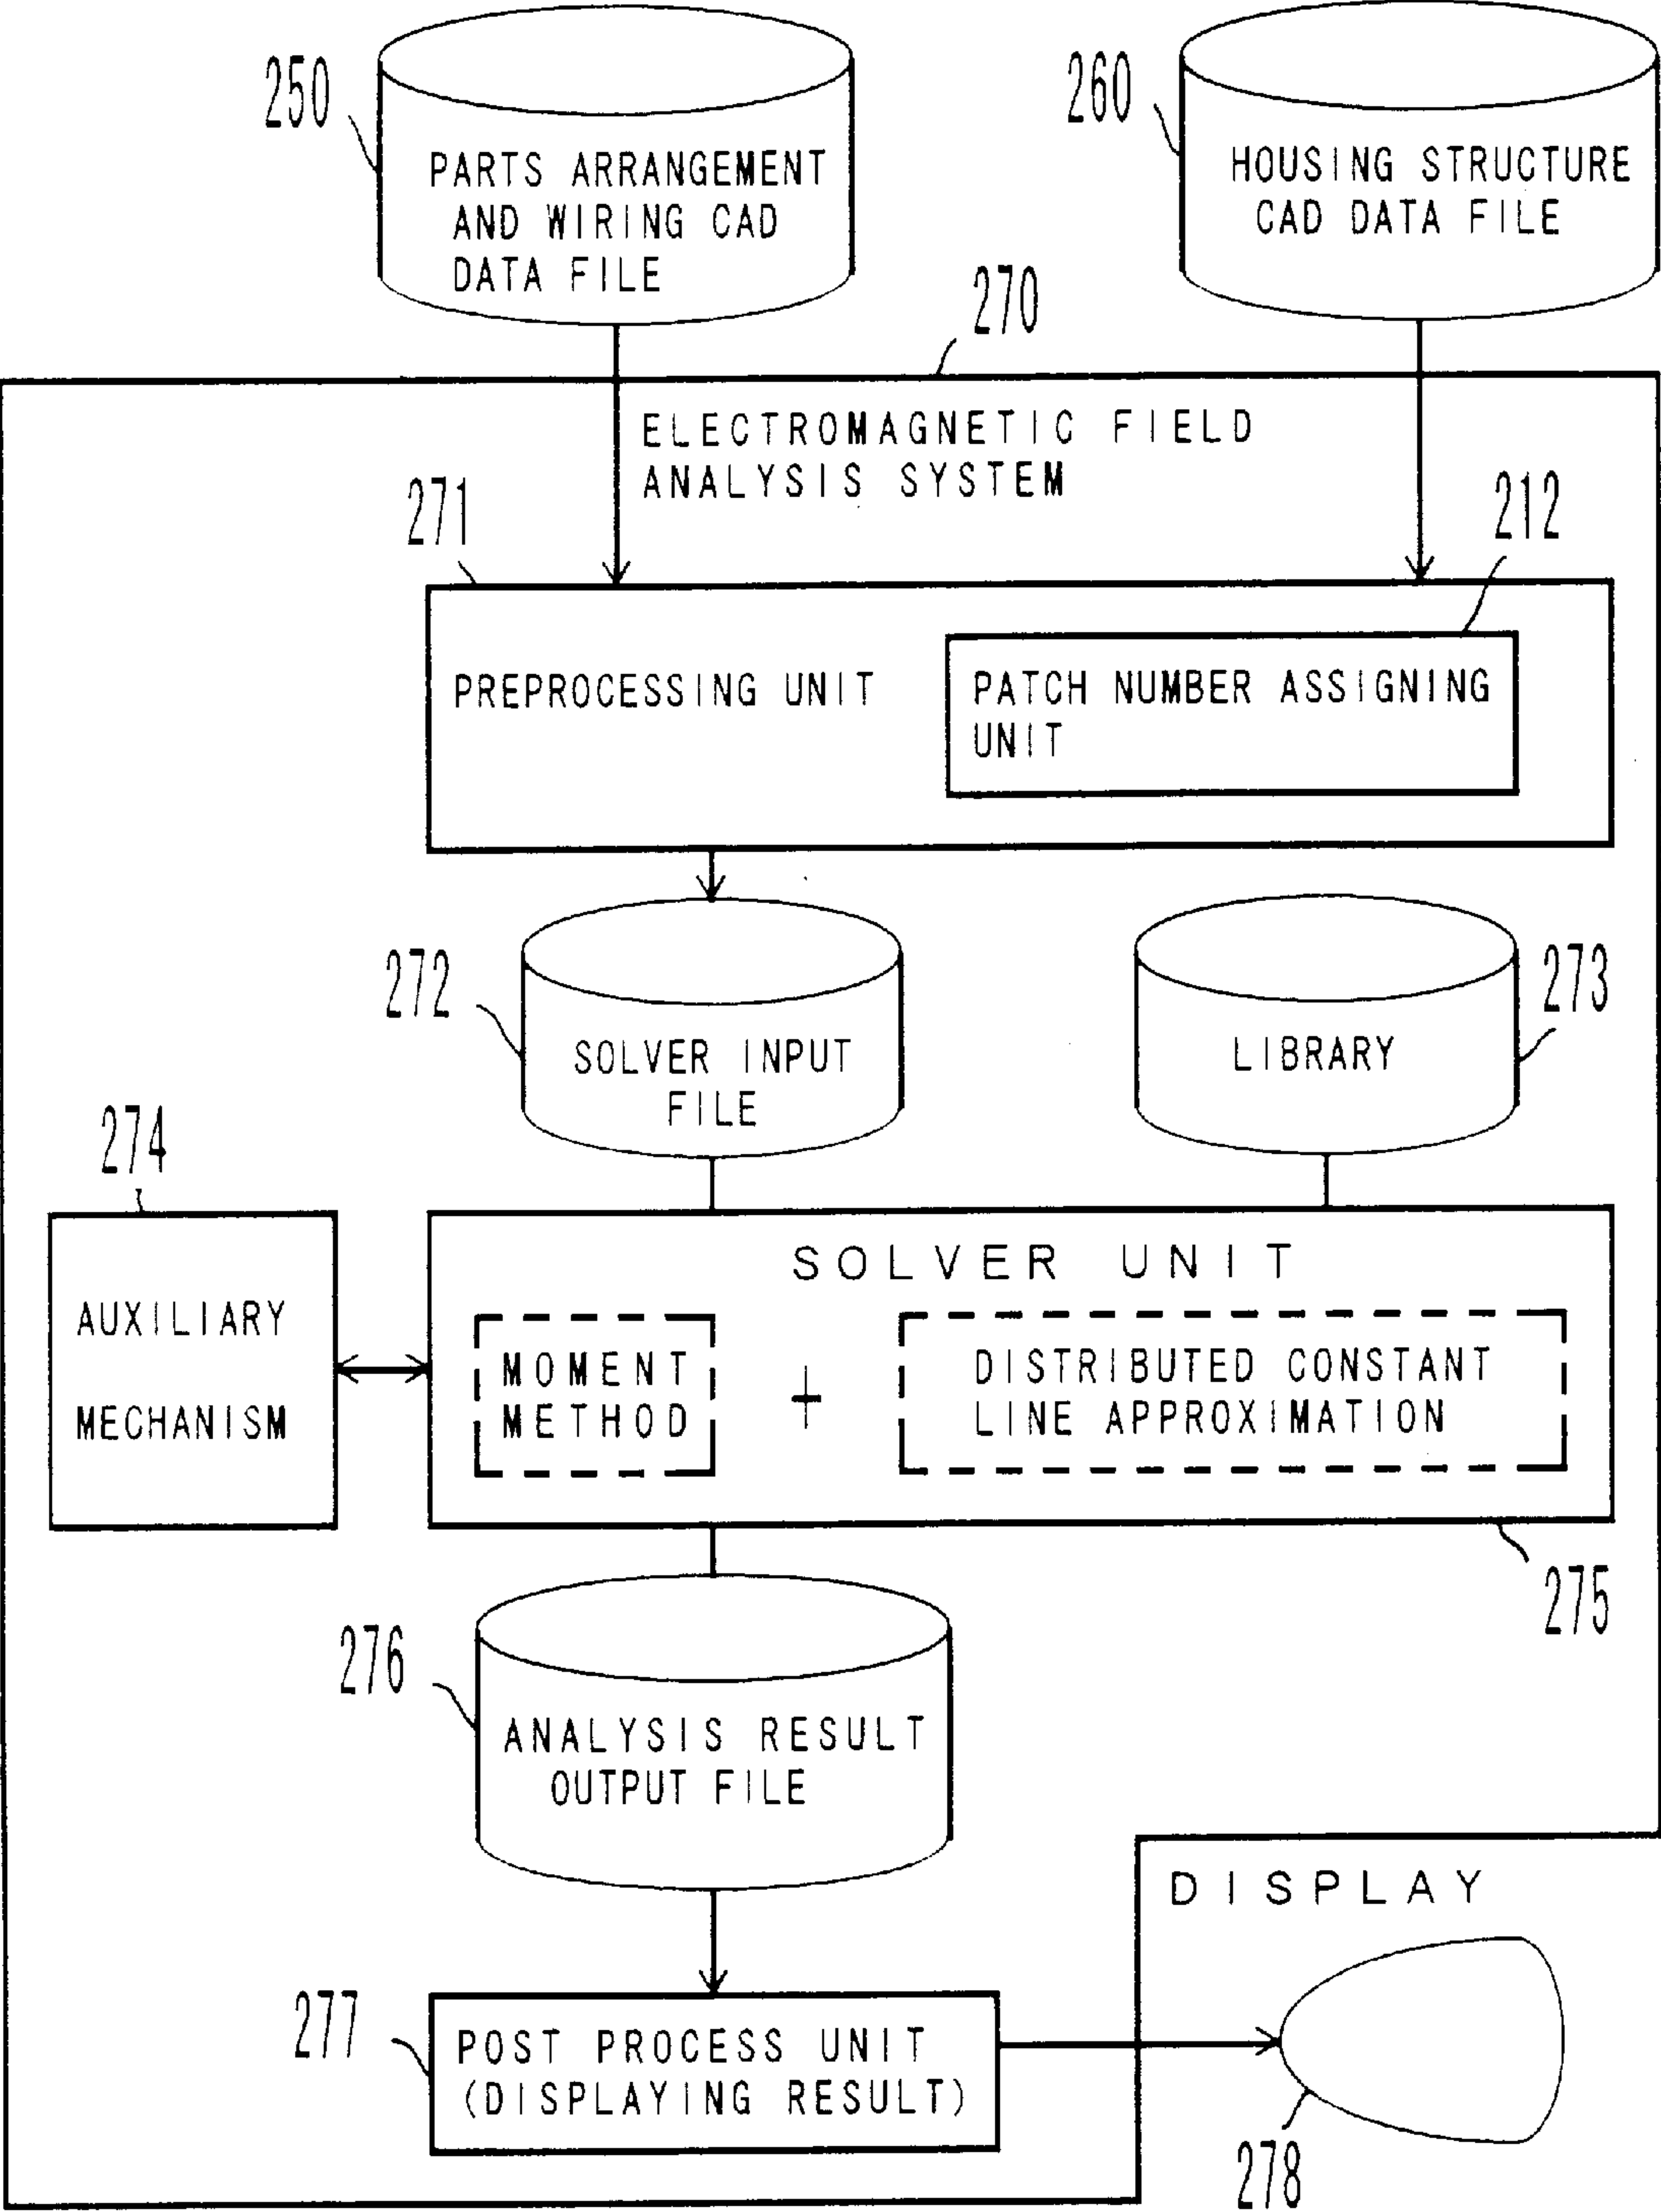 250
PARTS ARRANGEMENT
AND WIRING CAD
DATA FILE
260
HOUSING STRUCTURE
CAD DATA FILE
270
ELECTROMAGNETIC FIELD
ANALYSIS SYSTEM
271
212
PREPROCESSING UNIT
PATCH NUMBER ASSIGNING
UNIT
272
SOLVER INPUT
FILE
273
LIBRARY
274
AUXILIARY
MECHANISM
SOLVER UNIT
MOMENT
METHOD
+
DISTRIBUTED CONSTANT
LINE APPROXIMATION
275
276
ANALYSIS RESULT
OUTPUT FILE
DISPLAY
277
POST PROCESS UNIT
(DISPLAYING RESULT)
278